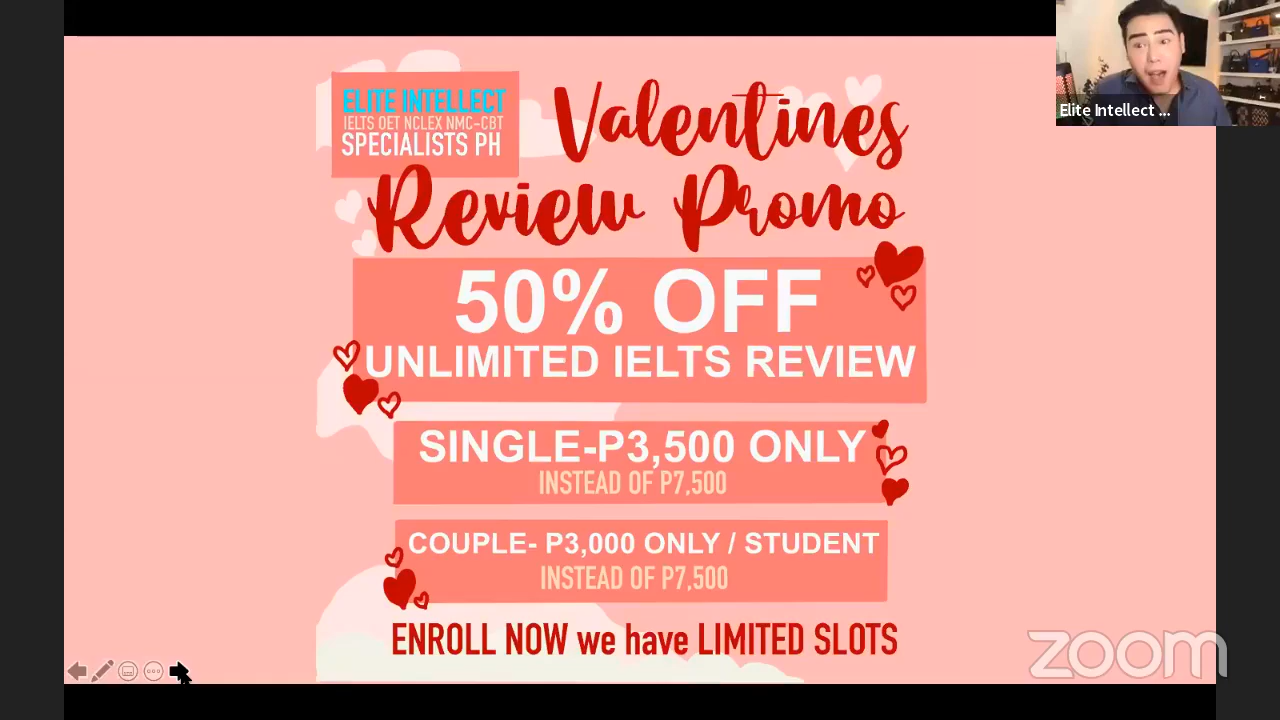 ELITE INTELLECT
IELTS OET NCLEX NMC-CBT
SPECIALISTS PH
Valentines
Review Promo
50% OFF
UNLIMITED IELTS REVIEW
SINGLE-P3,500 ONLY
INSTEAD OF P7,500
COUPLE- P3,000 ONLY / STUDENT
INSTEAD OF P7,500
ENROLL NOW we have LIMITED SLOTS
Elite Intellect ...
zoom